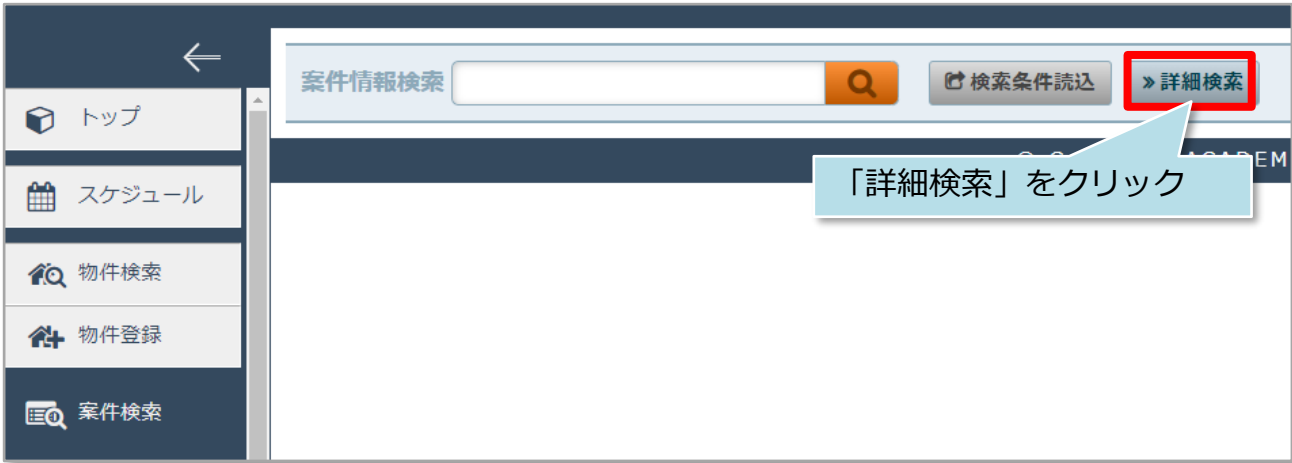 案件情報検索
検索条件読込
» 詳細検索
トップ
スケジュール
物件検索
物件登録
案件検索
「詳細検索」をクリック